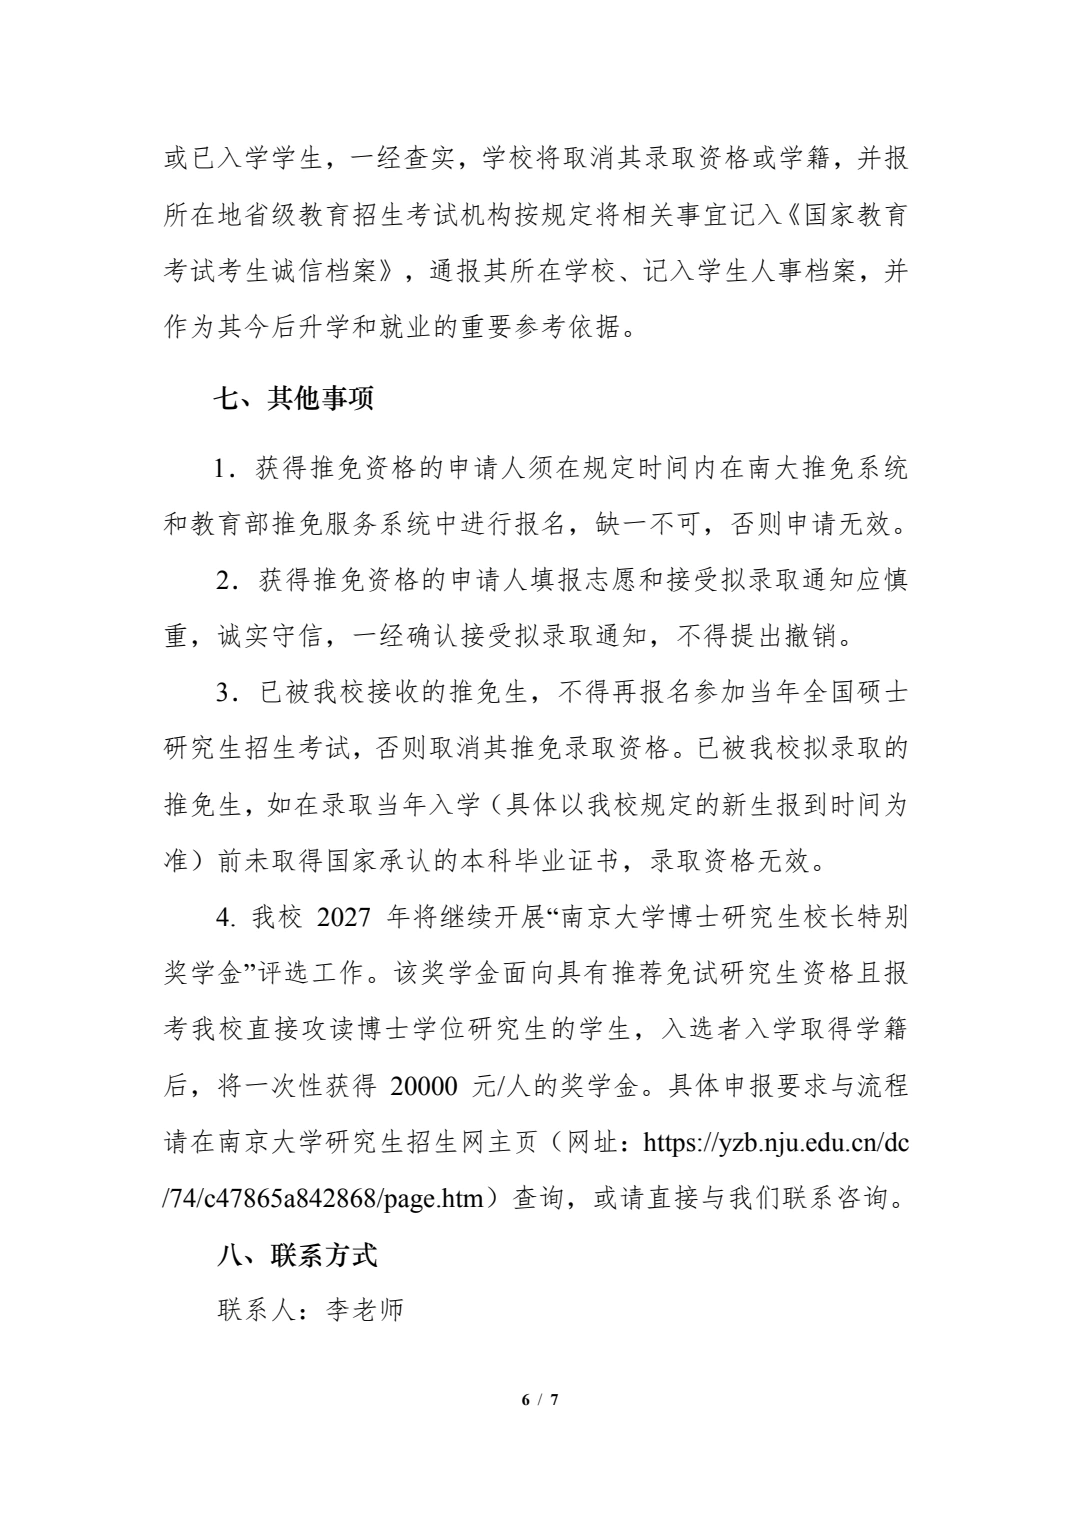 或已入学学生，一经查实，学校将取消其录取资格或学籍，并报
所在地省级教育招生考试机构按规定将相关事宜记入《国家教育
考试考生诚信档案》，通报其所在学校、记入学生人事档案，并
作为其今后升学和就业的重要参考依据。
七、其他事项
1．获得推免资格的申请人须在规定时间内在南大推免系统
和教育部推免服务系统中进行报名，缺一不可，否则申请无效。
2．获得推免资格的申请人填报志愿和接受拟录取通知应慎
重，诚实守信，一经确认接受拟录取通知，不得提出撤销。
3．已被我校接收的推免生，不得再报名参加当年全国硕士
研究生招生考试，否则取消其推免录取资格。已被我校拟录取的
推免生，如在录取当年入学（具体以我校规定的新生报到时间为
准）前未取得国家承认的本科毕业证书，录取资格无效。
4. 我校 2027 年将继续开展“南京大学博士研究生校长特别
奖学金”评选工作。该奖学金面向具有推荐免试研究生资格且报
考我校直接攻读博士学位研究生的学生，入选者入学取得学籍
后，将一次性获得 20000 元/人的奖学金。具体申报要求与流程
请在南京大学研究生招生网主页（网址：https://yzb.nju.edu.cn/dc
/74/c47865a842868/page.htm）查询，或请直接与我们联系咨询。
八、联系方式
联系人：李老师
6 / 7